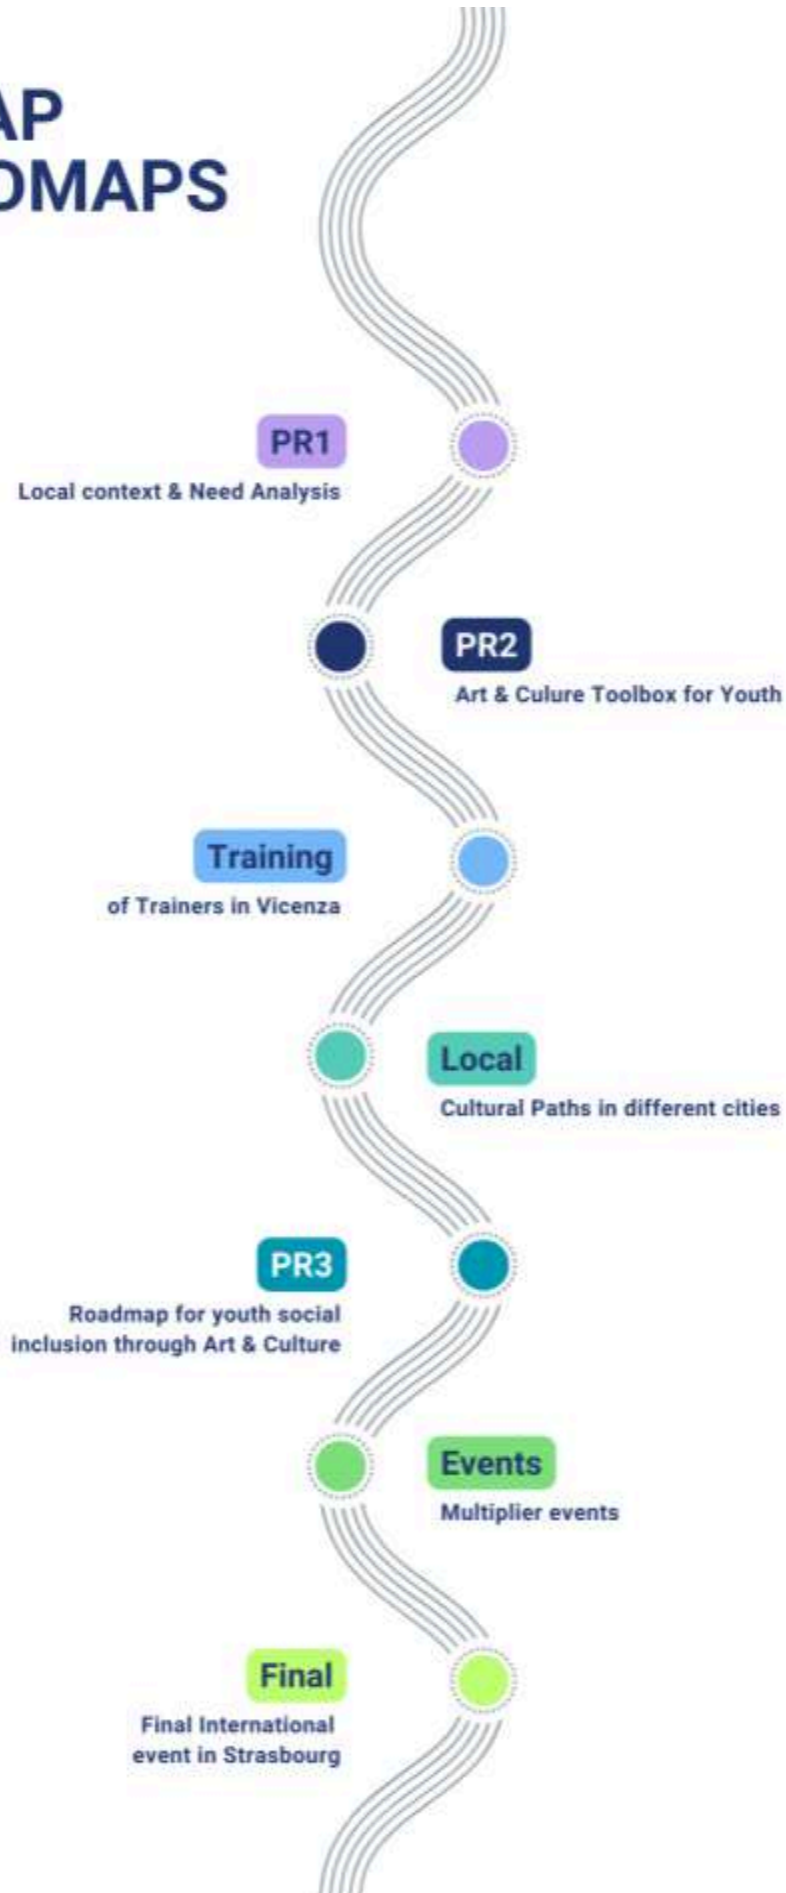 AP
DMAPS
PR1
Local context & Need Analysis
PR2
Art & Culure Toolbox for Youth
Training
of Trainers in Vicenza
Local
Cultural Paths in different cities
PR3
Roadmap for youth social
inclusion through Art & Culture
Events
Multiplier events
Final
Final International
event in Strasbourg